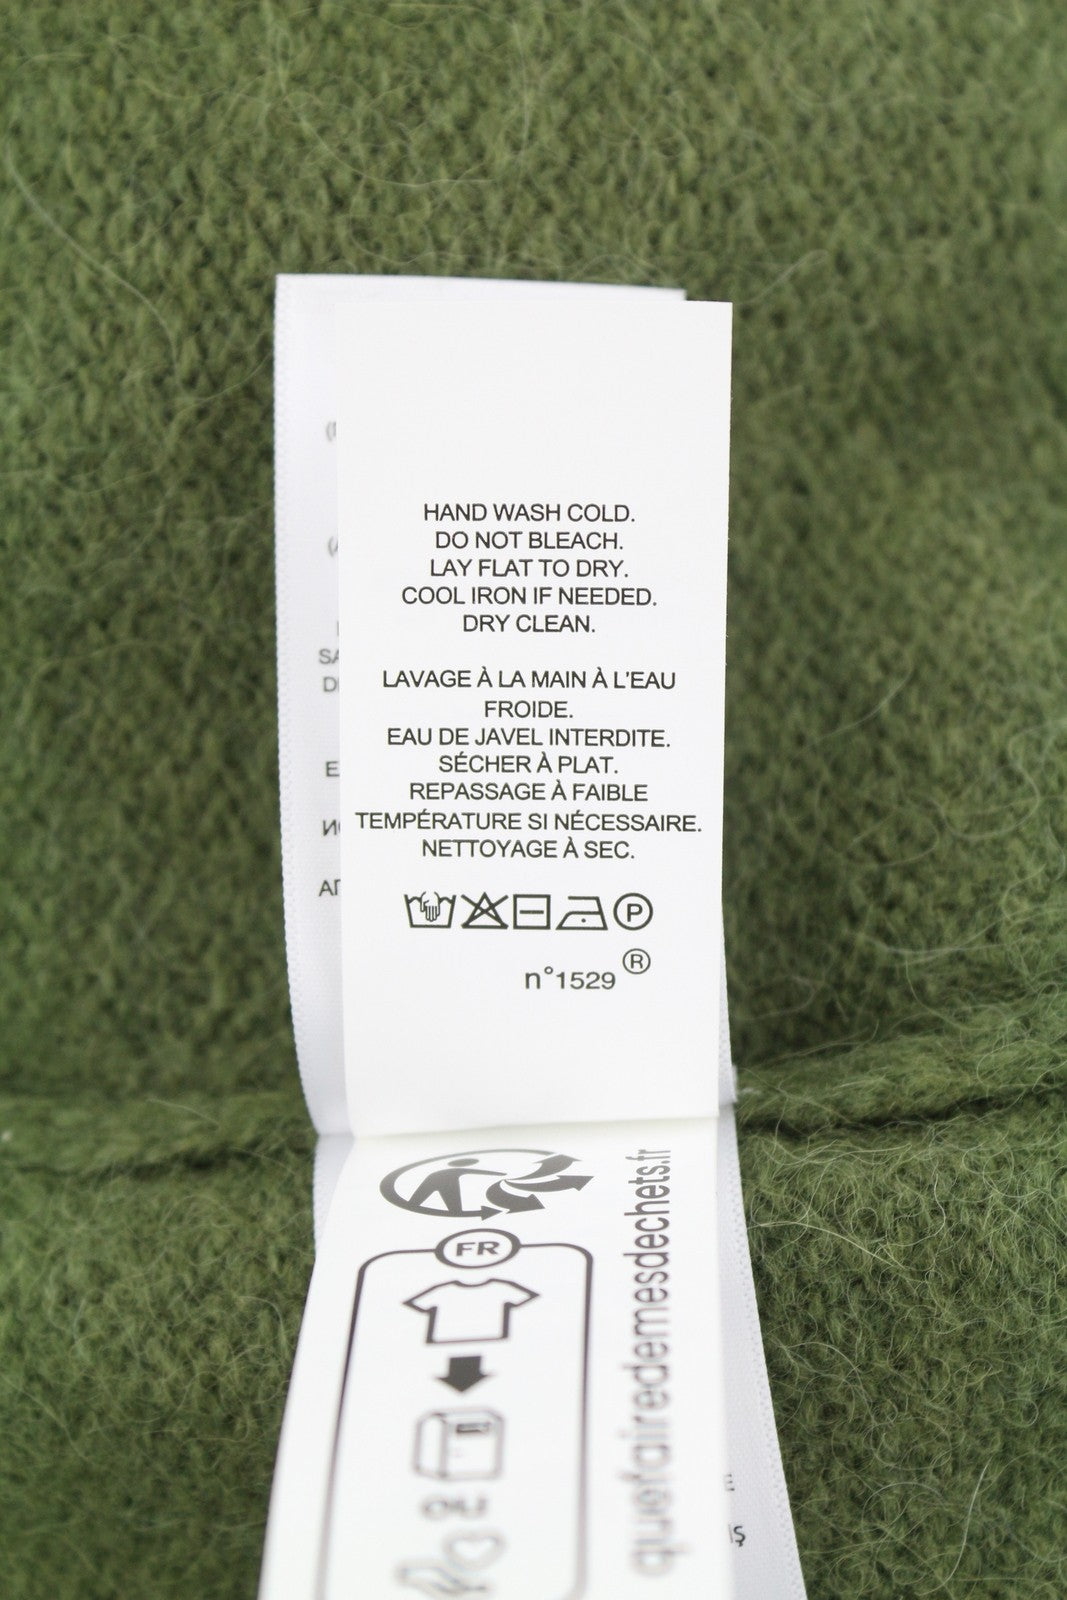 HAND WASH COLD.
DO NOT BLEACH.
LAY FLAT TO DRY.
COOL IRON IF NEEDED.
DRY CLEAN.
LAVAGE À LA MAIN À L'EAU
FROIDE.
EAU DE JAVEL INTERDITE.
SÉCHER À PLAT.
REPASSAGE À FAIBLE
TEMPÉRATURE SI NÉCESSAIRE.
NETTOYAGE À SEC.
P
n°1529 ®
FR
OU
quefairedemesdechets.fr